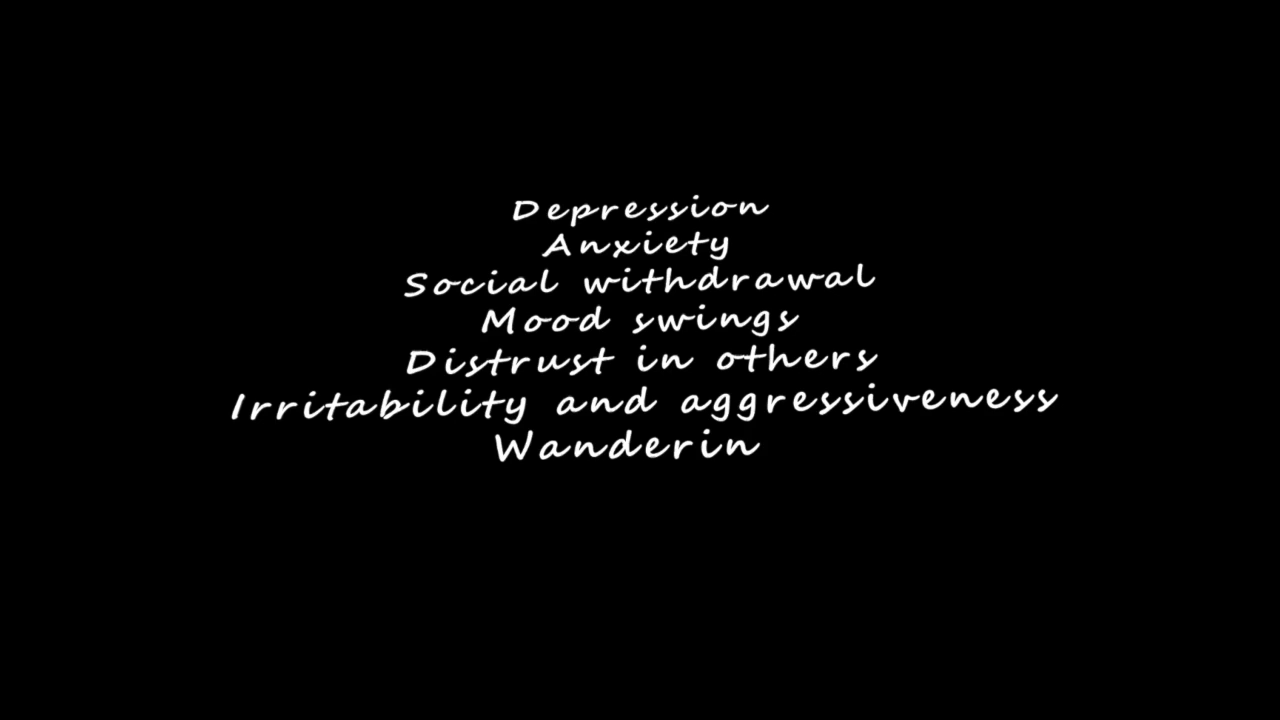 Depression
Anxiety
Social withdrawal
Mood swings
Distrust in others
Irritability and aggressiveness
Wanderin